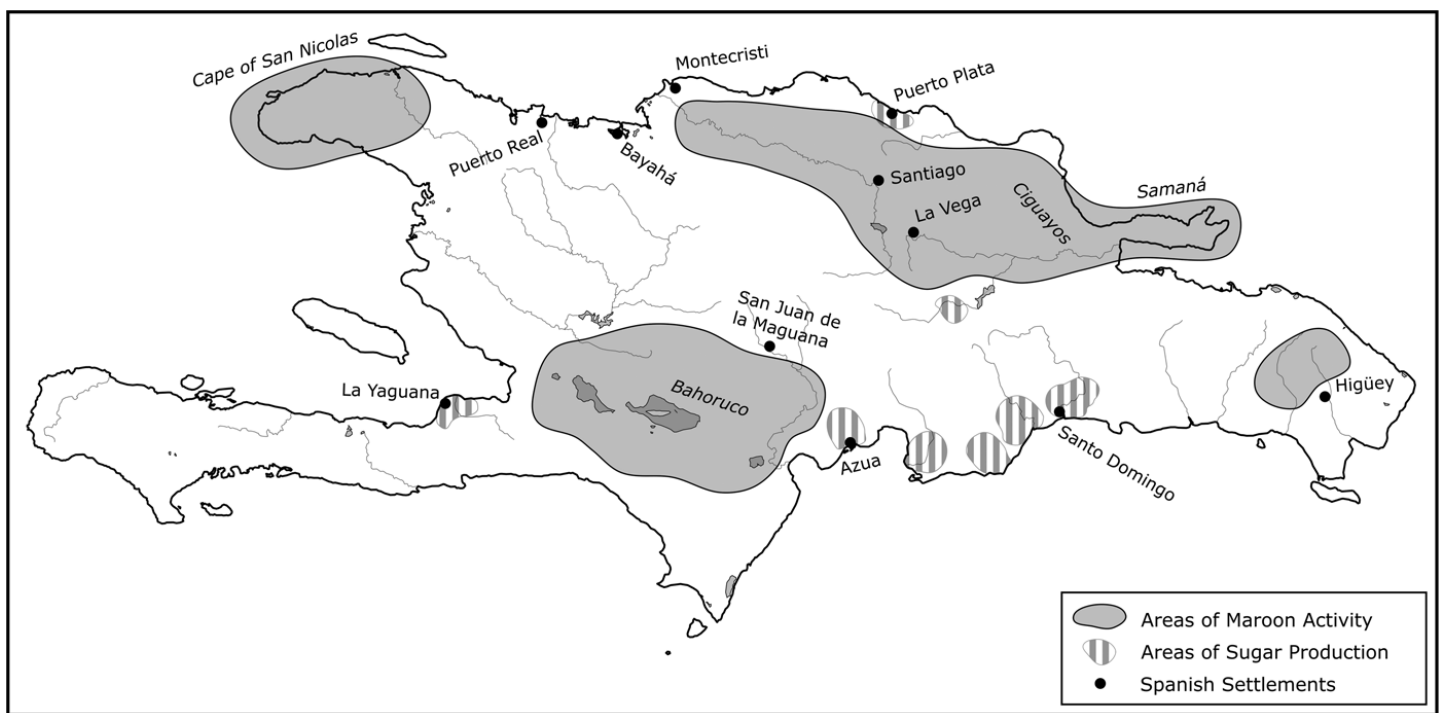 Cape of San Nicolas
Montecristi
Puerto Plata
Puerto Real
Bayahá
Santiago
La Vega
Ciguayos
Samaná
San Juan de
la Maguana
La Yaguana
Bahoruco
Higüey
Azua
Santo Domingo
Areas of Maroon Activity
Areas of Sugar Production
Spanish Settlements